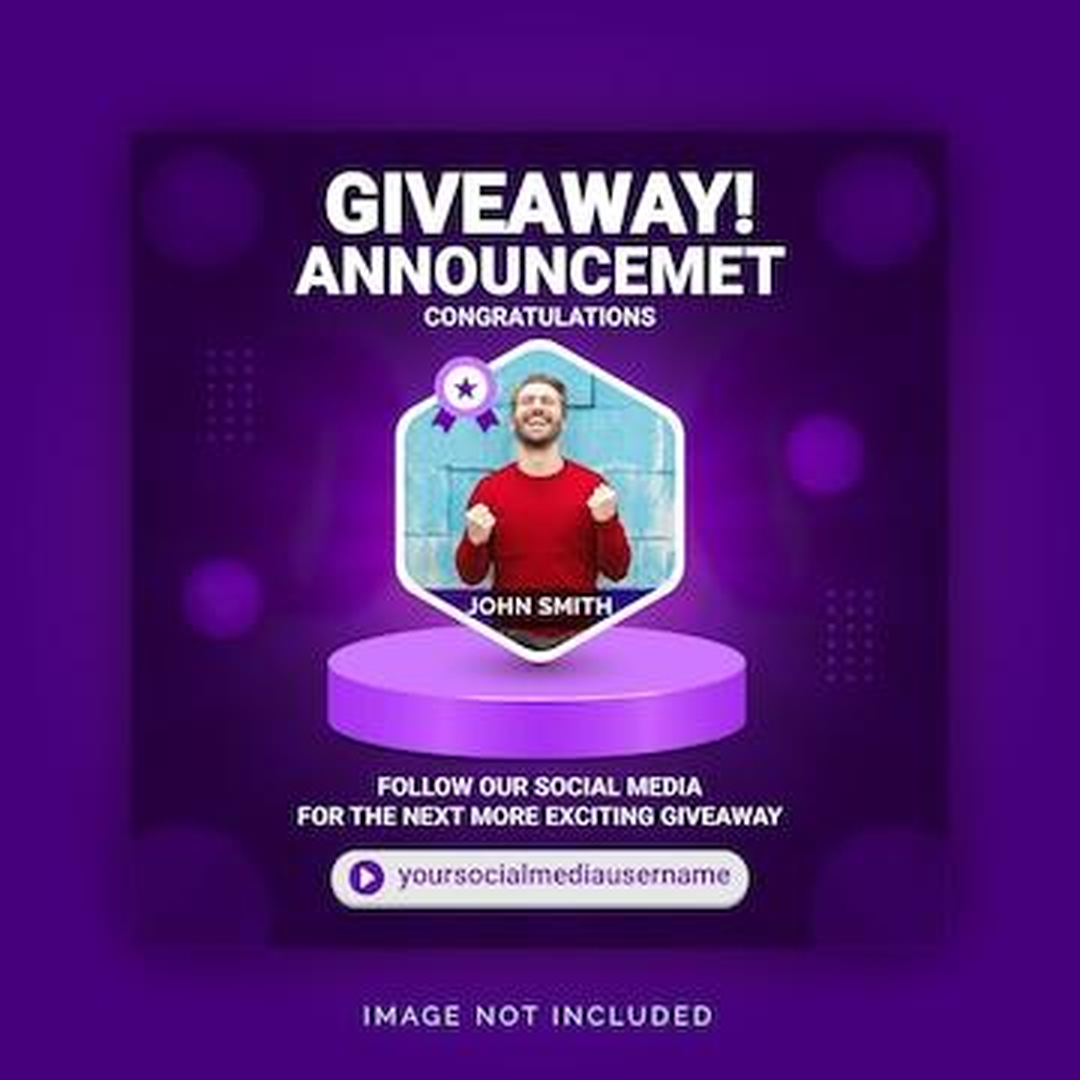 GIVEAWAY!
ANNOUNCEMET
CONGRATULATIONS
JOHN SMITH
FOLLOW OUR SOCIAL MEDIA
FOR THE NEXT MORE EXCITING GIVEAWAY
yoursocialmediausername
IMAGE NOT INCLUDED